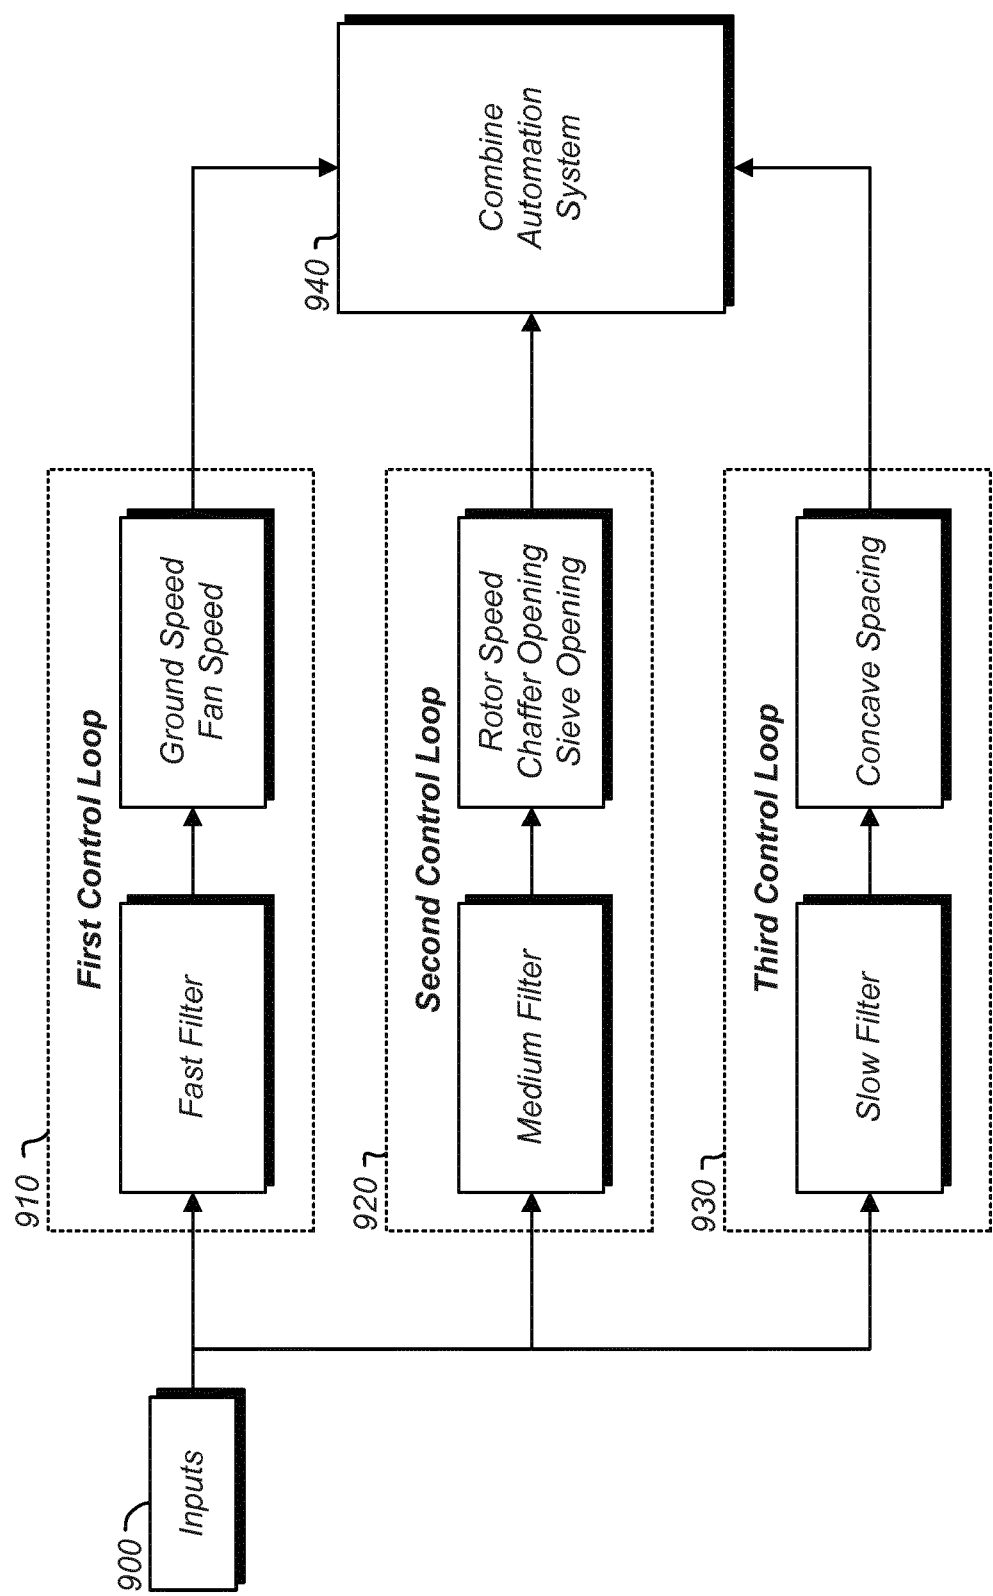 900
Inputs
910
First Control Loop
Fast Filter
Ground Speed
Fan Speed
920
Second Control Loop
Medium Filter
Rotor Speed
Chaffer Opening
Sieve Opening
930
Third Control Loop
Slow Filter
Concave Spacing
940
Combine
Automation
System